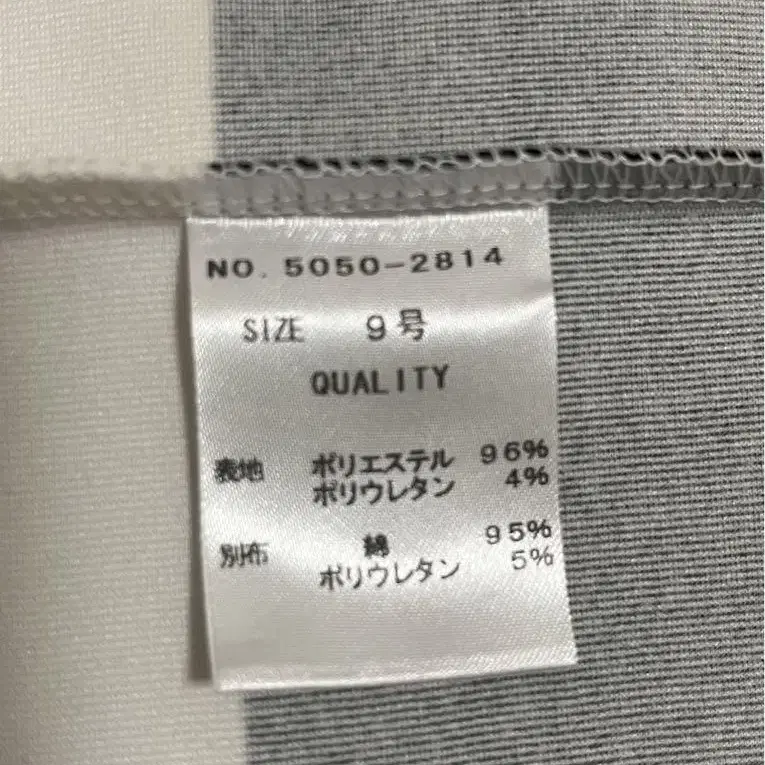 NO. 5050-2814
SIZE 9号
QUALITY
表地 ポリエステル 96%
ポリウレタン 4%
別布 綿 95%
ポリウレタン 5%